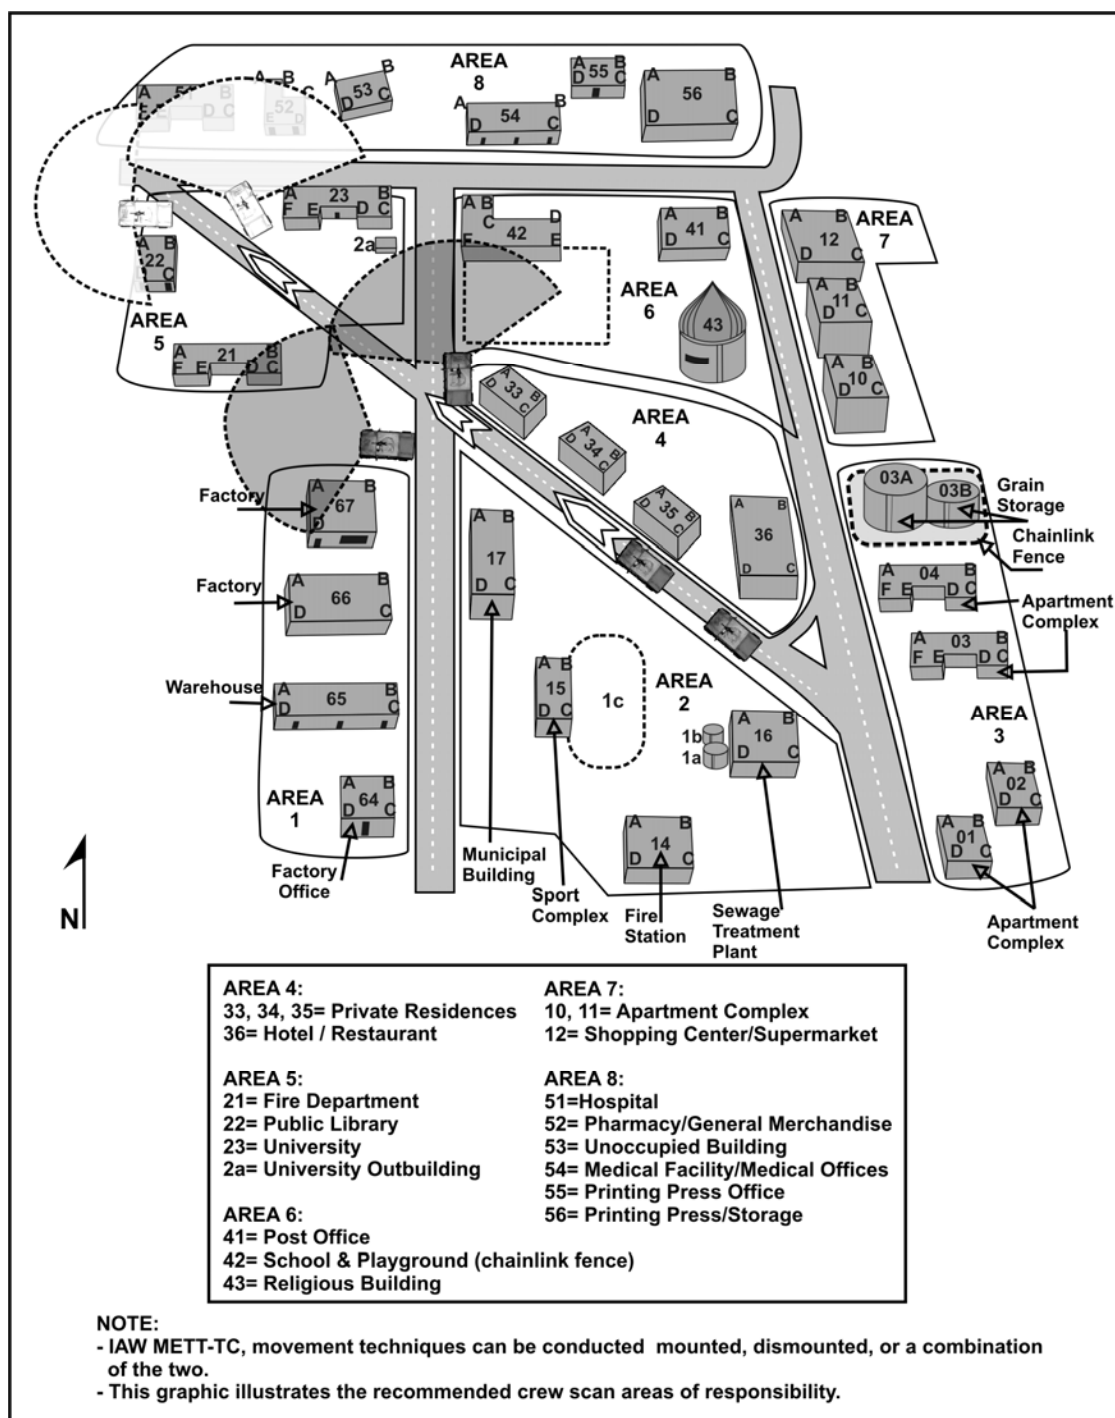 AREA
8
A
B
A
D
55
B
C
A
D
56
B
C
A
51
B
F
E
D
C
A
B
52
E
D
A
B
53
D
C
A
B
54
D
C
A
23
B
F
E
D
C
2a
A
B
22
C
AREA
5
A
21
B
F
E
D
C
A
B
C
D
42
F
E
A
B
41
D
C
AREA
6
43
A
B
12
D
C
AREA
7
A
B
11
D
C
A
B
10
D
C
A
33
B
D
C
AREA
4
A
34
B
D
C
A
35
B
D
C
A
B
36
D
C
03A
03B
Grain
Storage
Chainlink
Fence
A
04
B
F
E
D
C
Apartment
Complex
A
03
B
F
E
D
C
AREA
3
A
B
02
D
C
A
B
01
D
C
Apartment
Complex
Factory
A
B
67
D
Factory
A
B
66
D
C
Warehouse
A
B
65
D
C
A
B
64
D
C
AREA
1
Factory
Office
A
B
17
D
C
Municipal
Building
A
B
15
D
C
1c
Sport
Complex
AREA
2
1b
1a
A
B
16
D
C
Sewage
Treatment
Plant
A
B
14
D
C
Fire
Station
N
AREA 4:
33, 34, 35= Private Residences
36= Hotel / Restaurant
AREA 5:
21= Fire Department
22= Public Library
23= University
2a= University Outbuilding
AREA 6:
41= Post Office
42= School & Playground (chainlink fence)
43= Religious Building
AREA 7:
10, 11= Apartment Complex
12= Shopping Center/Supermarket
AREA 8:
51=Hospital
52= Pharmacy/General Merchandise
53= Unoccupied Building
54= Medical Facility/Medical Offices
55= Printing Press Office
56= Printing Press/Storage
NOTE:
- IAW METT-TC, movement techniques can be conducted mounted, dismounted, or a combination
of the two.
- This graphic illustrates the recommended crew scan areas of responsibility.